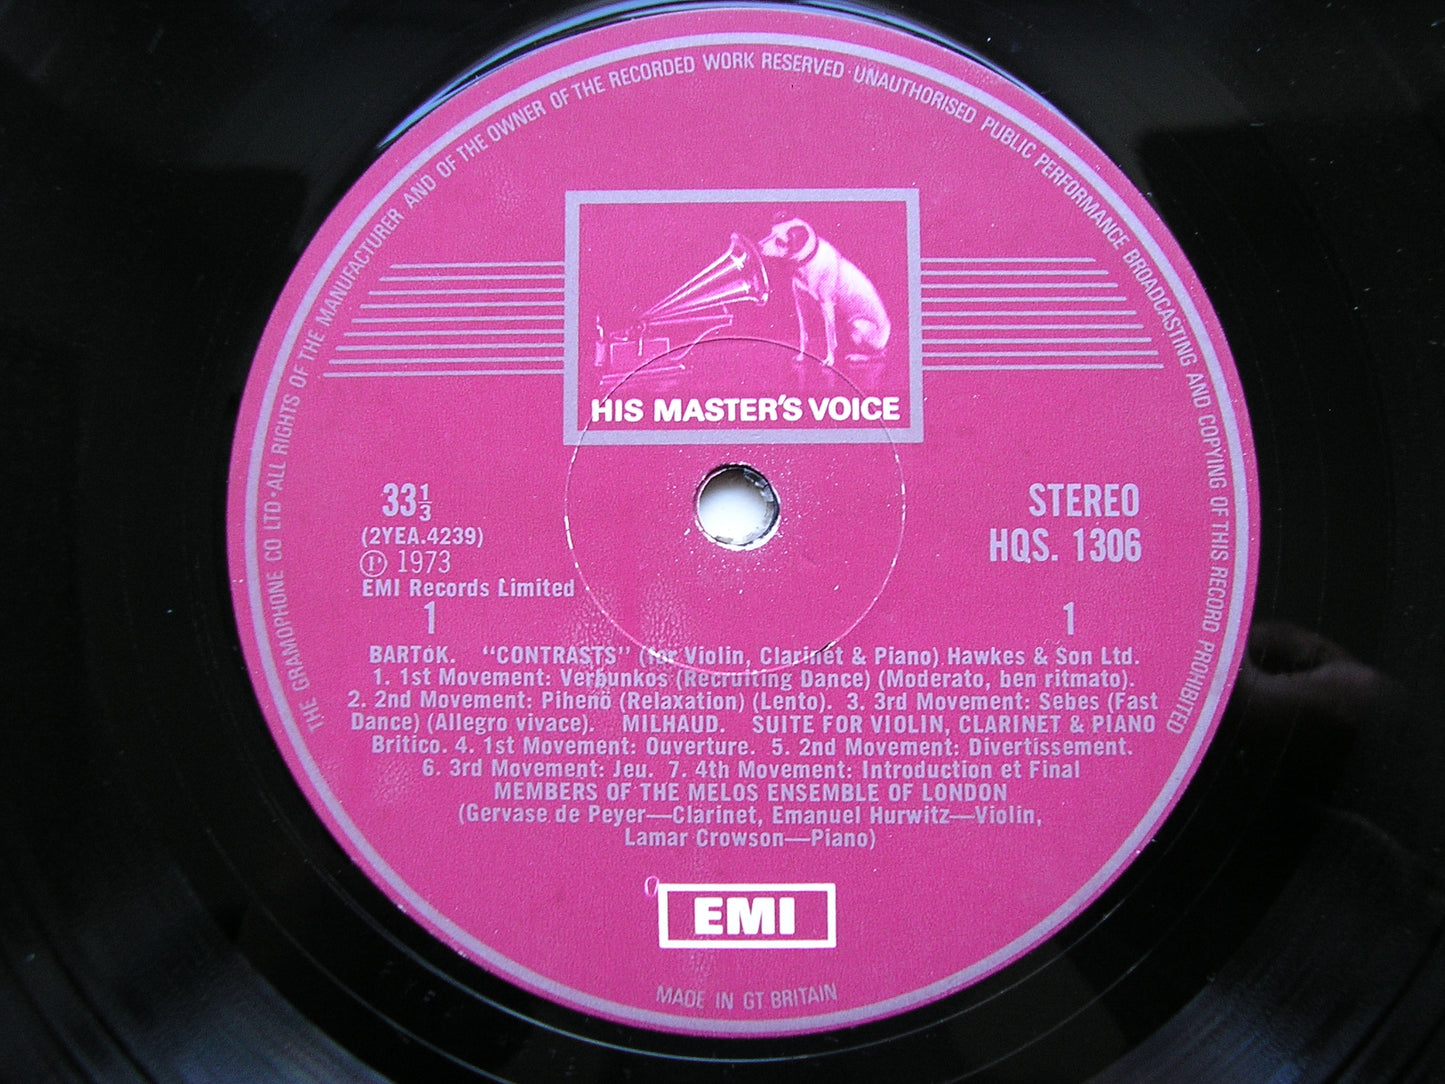 THE GRAMOPHONE CO LTD · ALL RIGHTS OF THE MANUFACTURER AND OF THE OWNER OF THE RECORDED WORK RESERVED · UNAUTHORISED PUBLIC PERFORMANCE BROADCASTING AND COPYING OF THIS RECORD PROHIBITED
HIS MASTER'S VOICE
33⅓
(2YEA.4239)
Ⓟ 1973
EMI Records Limited
1
STEREO
HQS. 1306
1
BARTóK. "CONTRASTS" (for Violin, Clarinet & Piano) Hawkes & Son Ltd.
1. 1st Movement: Verbunkos (Recruiting Dance) (Moderato, ben ritmato).
2. 2nd Movement: Pihenö (Relaxation) (Lento). 3. 3rd Movement: Sebes (Fast
Dance) (Allegro vivace). MILHAUD. SUITE FOR VIOLIN, CLARINET & PIANO
Britico. 4. 1st Movement: Ouverture. 5. 2nd Movement: Divertissement.
6. 3rd Movement: Jeu. 7. 4th Movement: Introduction et Final
MEMBERS OF THE MELOS ENSEMBLE OF LONDON
(Gervase de Peyer—Clarinet, Emanuel Hurwitz—Violin,
Lamar Crowson—Piano)
EMI
MADE IN GT BRITAIN